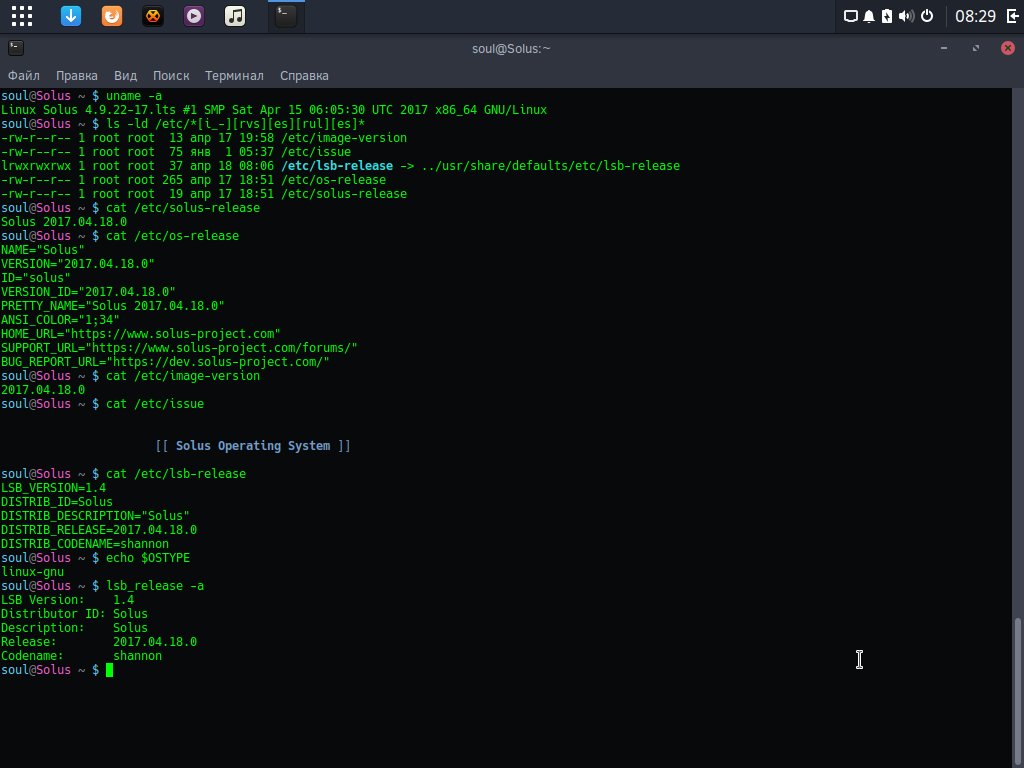 08:29
soul@Solus:~
Файл Правка Вид Поиск Терминал Справка
soul@Solus ~ $ uname -a
Linux Solus 4.9.22-17.lts #1 SMP Sat Apr 15 06:05:30 UTC 2017 x86_64 GNU/Linux
soul@Solus ~ $ ls -ld /etc/*[i_-][rvs][es][rul][es]*
-rw-r--r-- 1 root root  13 апр 17 19:58 /etc/image-version
-rw-r--r-- 1 root root  75 янв  1 05:37 /etc/issue
lrwxrwxrwx 1 root root  37 апр 18 08:06 /etc/lsb-release -> ../usr/share/defaults/etc/lsb-release
-rw-r--r-- 1 root root 265 апр 17 18:51 /etc/os-release
-rw-r--r-- 1 root root  19 апр 17 18:51 /etc/solus-release
soul@Solus ~ $ cat /etc/solus-release
Solus 2017.04.18.0
soul@Solus ~ $ cat /etc/os-release
NAME="Solus"
VERSION="2017.04.18.0"
ID="solus"
VERSION_ID="2017.04.18.0"
PRETTY_NAME="Solus 2017.04.18.0"
ANSI_COLOR="1;34"
HOME_URL="https://www.solus-project.com"
SUPPORT_URL="https://www.solus-project.com/forums/"
BUG_REPORT_URL="https://dev.solus-project.com/"
soul@Solus ~ $ cat /etc/image-version
2017.04.18.0
soul@Solus ~ $ cat /etc/issue
[[ Solus Operating System ]]
soul@Solus ~ $ cat /etc/lsb-release
LSB_VERSION=1.4
DISTRIB_ID=Solus
DISTRIB_DESCRIPTION="Solus"
DISTRIB_RELEASE=2017.04.18.0
DISTRIB_CODENAME=shannon
soul@Solus ~ $ echo $OSTYPE
linux-gnu
soul@Solus ~ $ lsb_release -a
LSB Version:    1.4
Distributor ID: Solus
Description:    Solus
Release:        2017.04.18.0
Codename:       shannon
soul@Solus ~ $